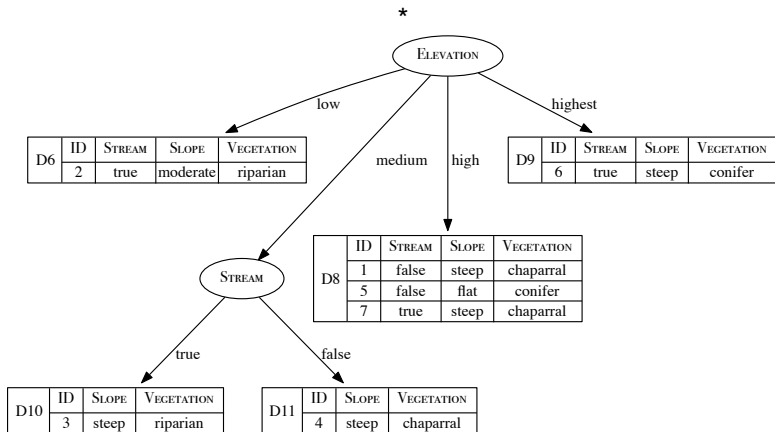 *
ELEVATION
low
medium
high
highest
D6 ID STREAM SLOPE VEGETATION
2 true moderate riparian
D9 ID STREAM SLOPE VEGETATION
6 true steep conifer
D8 ID STREAM SLOPE VEGETATION
1 false steep chaparral
5 false flat conifer
7 true steep chaparral
STREAM
true
false
D10 ID SLOPE VEGETATION
3 steep riparian
D11 ID SLOPE VEGETATION
4 steep chaparral